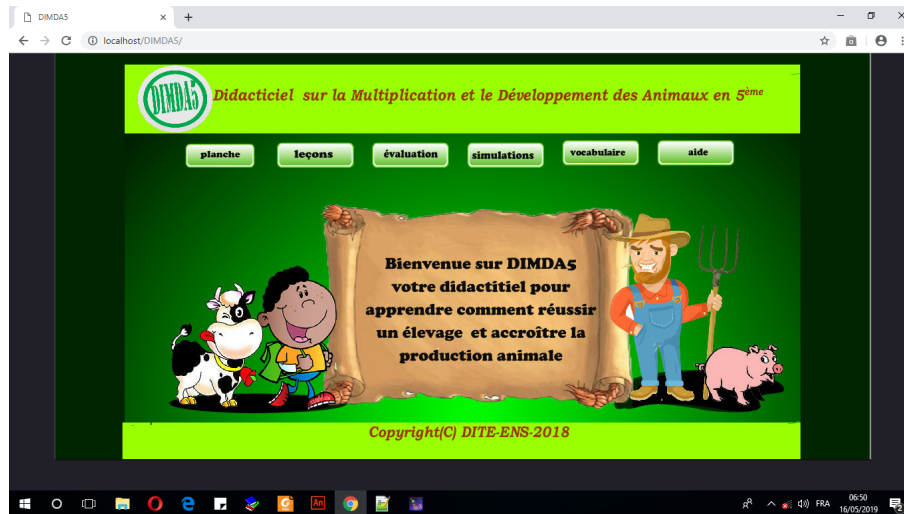 DIMDA5
localhost/DIMDA5/
DIMDA5
Didacticiel sur la Multiplication et le Développement des Animaux en 5ème
planche
leçons
évaluation
simulations
vocabulaire
aide
Bienvenue sur DIMDA5
votre didactitiel pour
apprendre comment réussir
un élevage et accroître la
production animale
Copyright(C) DITE-ENS-2018
An
FRA
06:50
16/05/2019
2